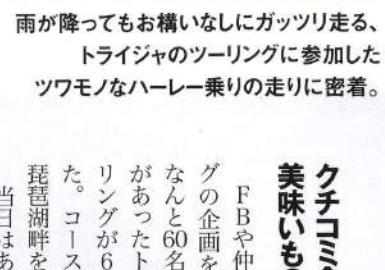 雨が降ってもお構いなしにガッツリ走る、
トライジャのツーリングに参加した
ツワモノなハーレー乗りの走りに密着。
クチコミ
美味いも
FBや仲
グの企画を
なんと60名
があったト
リングが6
た。コース
琵琶湖畔を
当日はあ